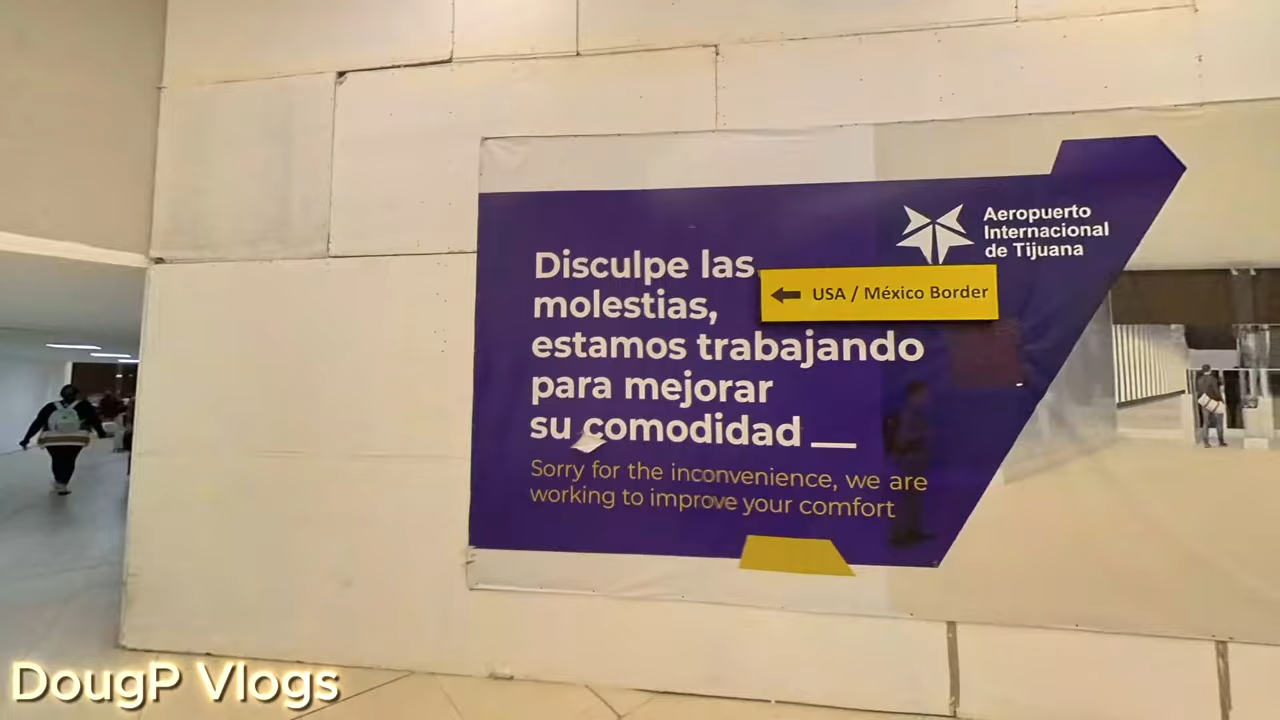 Aeropuerto
Internacional
de Tijuana
Disculpe las
molestias,
estamos trabajando
para mejorar
su comodidad __
USA / México Border
Sorry for the inconvenience, we are
working to improve your comfort
DougP Vlogs